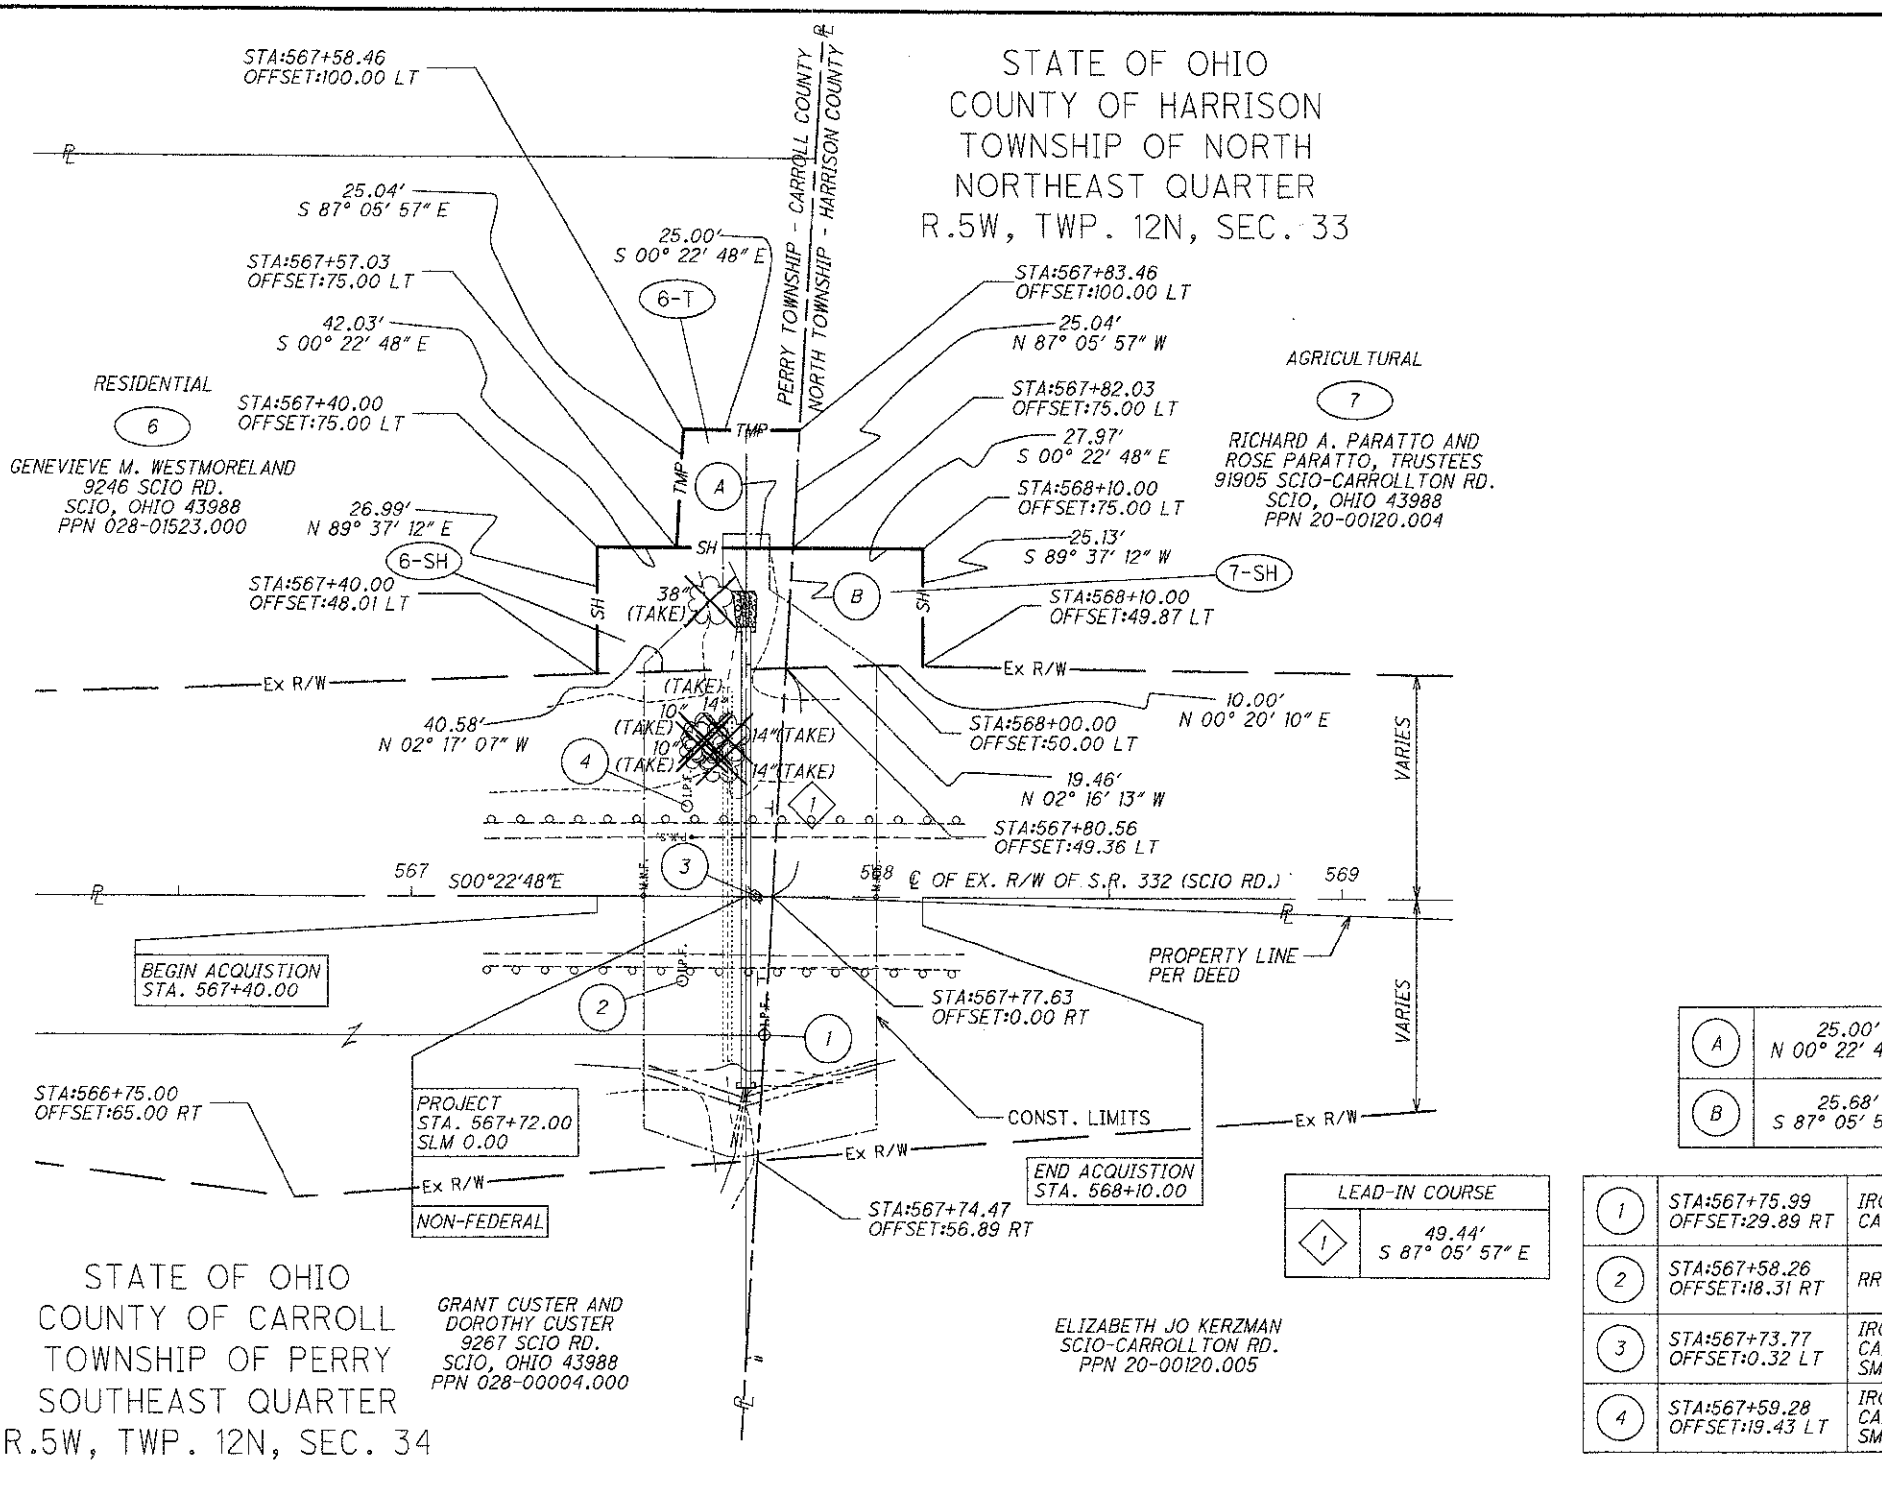 STA:567+58.46
OFFSET:100.00 LT
STATE OF OHIO
COUNTY OF HARRISON
TOWNSHIP OF NORTH
NORTHEAST QUARTER
R.5W, TWP. 12N, SEC. 33
PERRY TOWNSHIP - CARROLL COUNTY
NORTH TOWNSHIP - HARRISON COUNTY
25.04'
S 87° 05' 57" E
25.00'
S 00° 22' 48" E
6-T
STA:567+57.03
OFFSET:75.00 LT
42.03'
S 00° 22' 48" E
STA:567+83.46
OFFSET:100.00 LT
25.04'
N 87° 05' 57" W
RESIDENTIAL
6
GENEVIEVE M. WESTMORELAND
9246 SCIO RD.
SCIO, OHIO 43988
PPN 028-01523.000
STA:567+40.00
OFFSET:75.00 LT
STA:567+82.03
OFFSET:75.00 LT
27.97'
S 00° 22' 48" E
AGRICULTURAL
7
RICHARD A. PARATTO AND
ROSE PARATTO, TRUSTEES
91905 SCIO-CARROLLTON RD.
SCIO, OHIO 43988
PPN 20-00120.004
TMP
TMP
A
26.99'
N 89° 37' 12" E
6-SH
STA:568+10.00
OFFSET:75.00 LT
25.13'
S 89° 37' 12" W
7-SH
SH
SH
SH
B
STA:567+40.00
OFFSET:48.01 LT
38"
(TAKE)
STA:568+10.00
OFFSET:49.87 LT
Ex R/W
Ex R/W
(TAKE)
10"
14"
(TAKE)
10"
(TAKE)
14"(TAKE)
14"(TAKE)
40.58'
N 02° 17' 07" W
4
I.P.F.
1
STA:568+00.00
OFFSET:50.00 LT
10.00'
N 00° 20' 10" E
19.46'
N 02° 16' 13" W
STA:567+80.56
OFFSET:49.36 LT
VARIES
3
567
S00°22'48"E
M.N.F.
568
℄ OF EX. R/W OF S.R. 332 (SCIO RD.)
569
BEGIN ACQUISTION
STA. 567+40.00
I.P.F.
2
PROPERTY LINE
PER DEED
STA:567+77.63
OFFSET:0.00 RT
VARIES
I.P.F.
1
STA:566+75.00
OFFSET:65.00 RT
PROJECT
STA. 567+72.00
SLM 0.00
CONST. LIMITS
Ex R/W
Ex R/W
Ex R/W
NON-FEDERAL
END ACQUISTION
STA. 568+10.00
STA:567+74.47
OFFSET:56.89 RT
A
25.00'
N 00° 22' 4
B
25.68'
S 87° 05' 5
LEAD-IN COURSE
1
49.44'
S 87° 05' 57" E
1
STA:567+75.99
OFFSET:29.89 RT
IRO
CA
2
STA:567+58.26
OFFSET:18.31 RT
RR
3
STA:567+73.77
OFFSET:0.32 LT
IRO
CA
SM
4
STA:567+59.28
OFFSET:19.43 LT
IRO
CA
SM
STATE OF OHIO
COUNTY OF CARROLL
TOWNSHIP OF PERRY
SOUTHEAST QUARTER
R.5W, TWP. 12N, SEC. 34
GRANT CUSTER AND
DOROTHY CUSTER
9267 SCIO RD.
SCIO, OHIO 43988
PPN 028-00004.000
ELIZABETH JO KERZMAN
SCIO-CARROLLTON RD.
PPN 20-00120.005